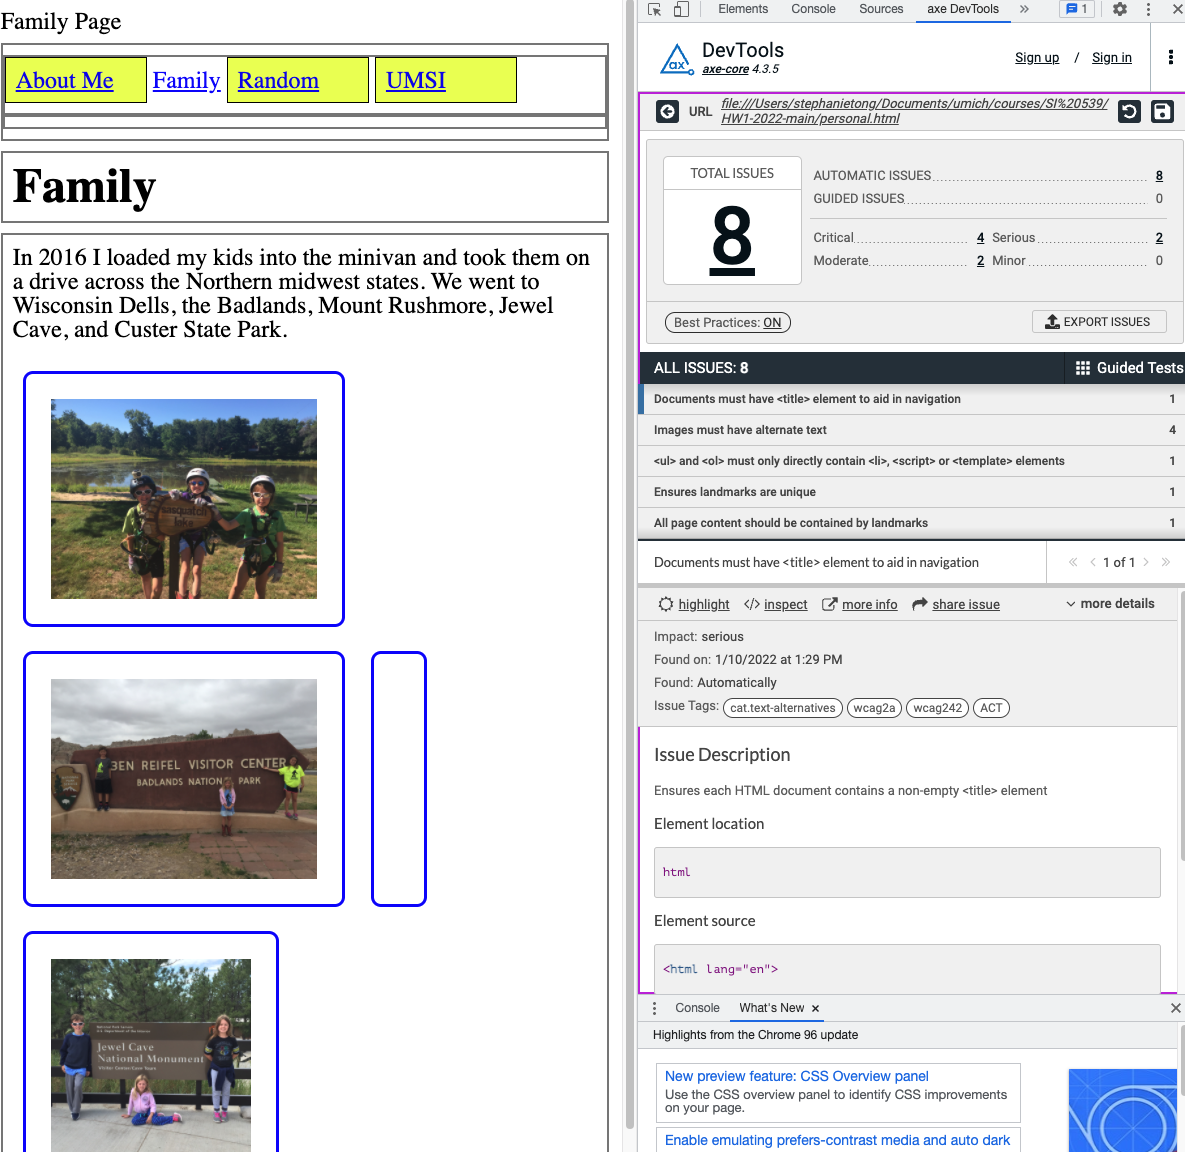 Family Page
About Me Family Random UMSI
Family
In 2016 I loaded my kids into the minivan and took them on
a drive across the Northern midwest states. We went to
Wisconsin Dells, the Badlands, Mount Rushmore, Jewel
Cave, and Custer State Park.
sasquatch
lake
BEN REIFEL VISITOR CENTER
BADLANDS NATIONAL PARK
Jewel Cave
National Monument
Elements Console Sources axe DevTools » 1
ax
DevTools
axe-core 4.3.5
Sign up / Sign in
URL file:///Users/stephanietong/Documents/umich/courses/SI%20539/
HW1-2022-main/personal.html
TOTAL ISSUES
8
AUTOMATIC ISSUES 8
GUIDED ISSUES 0
Critical 4 Serious 2
Moderate 2 Minor 0
Best Practices: ON
EXPORT ISSUES
ALL ISSUES: 8 Guided Tests
Documents must have <title> element to aid in navigation 1
Images must have alternate text 4
<ul> and <ol> must only directly contain <li>, <script> or <template> elements 1
Ensures landmarks are unique 1
All page content should be contained by landmarks 1
Documents must have <title> element to aid in navigation « < 1 of 1 > »
highlight </> inspect more info share issue more details
Impact: serious
Found on: 1/10/2022 at 1:29 PM
Found: Automatically
Issue Tags: cat.text-alternatives wcag2a wcag242 ACT
Issue Description
Ensures each HTML document contains a non-empty <title> element
Element location
html
Element source
<html lang="en">
Console What's New ×
Highlights from the Chrome 96 update
New preview feature: CSS Overview panel
Use the CSS overview panel to identify CSS improvements
on your page.
Enable emulating prefers-contrast media and auto dark